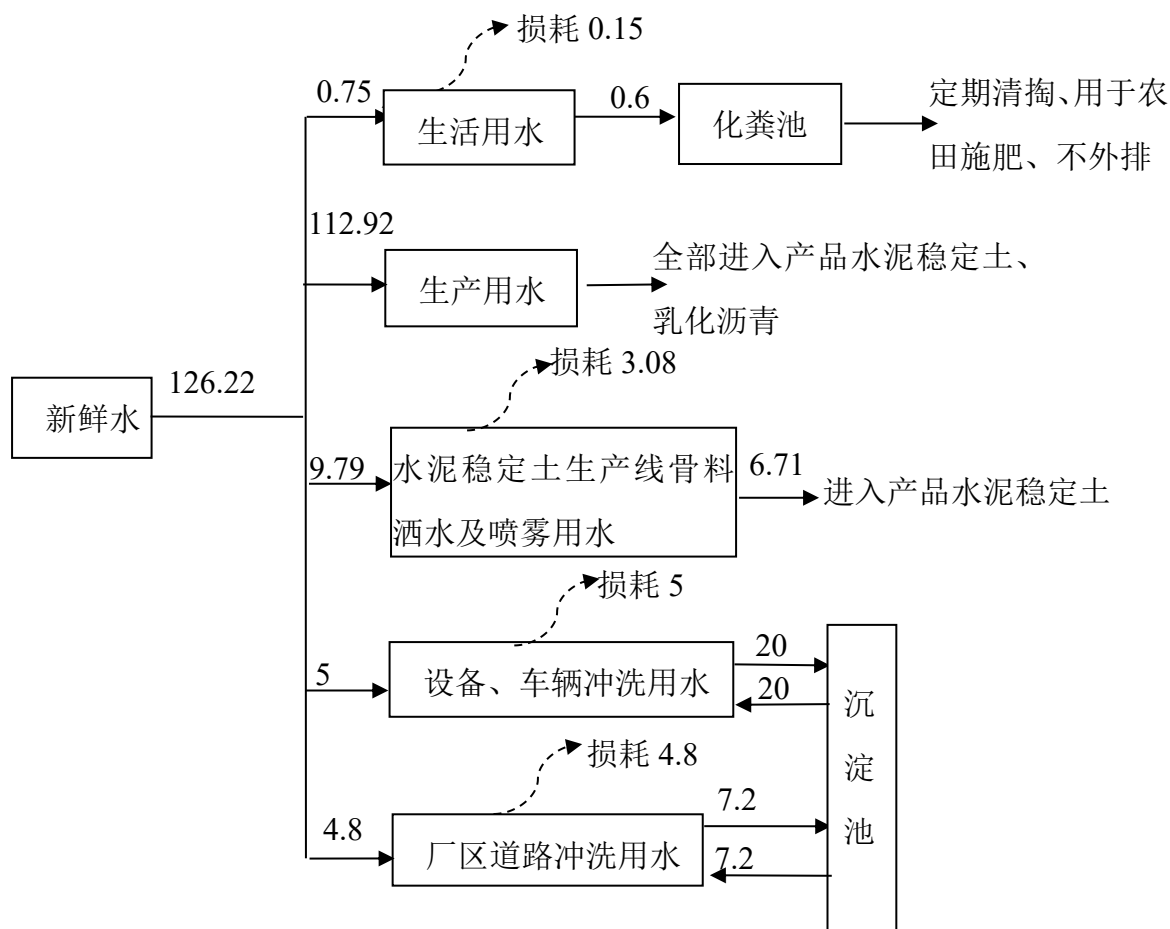 损耗 0.15
0.75
生活用水
0.6
化粪池
定期清掏、用于农
田施肥、不外排
112.92
生产用水
全部进入产品水泥稳定土、
乳化沥青
损耗 3.08
新鲜水
126.22
9.79
水泥稳定土生产线骨料
洒水及喷雾用水
6.71
进入产品水泥稳定土
损耗 5
5
设备、车辆冲洗用水
20
20
沉
淀
池
损耗 4.8
4.8
厂区道路冲洗用水
7.2
7.2